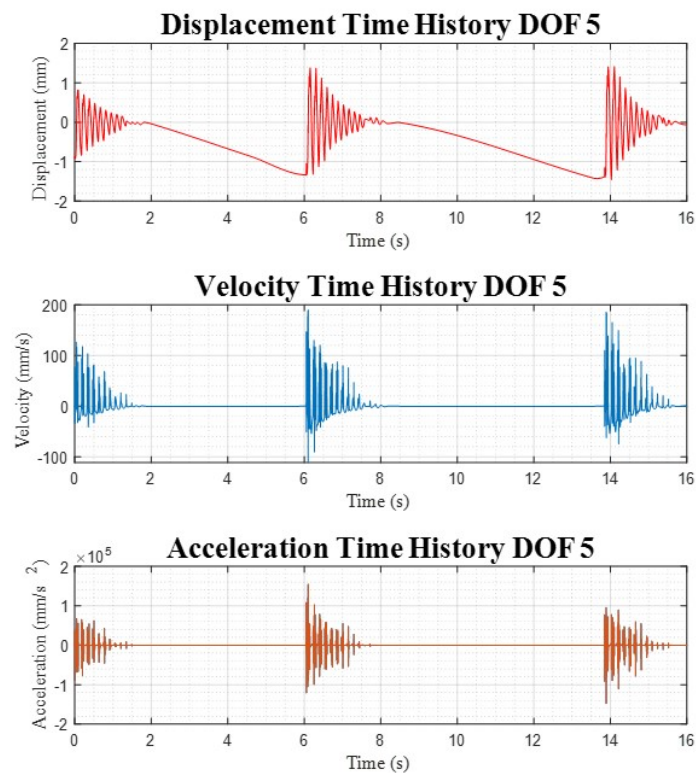 Displacement Time History DOF 5
Displacement (mm)
2
1
0
-1
-2
0 2 4 6 8 10 12 14 16
Time (s)
Velocity Time History DOF 5
Velocity (mm/s)
200
100
0
-100
0 2 4 6 8 10 12 14 16
Time (s)
×10⁵
Acceleration Time History DOF 5
Acceleration (mm/s²)
2
1
0
-1
-2
0 2 4 6 8 10 12 14 16
Time (s)